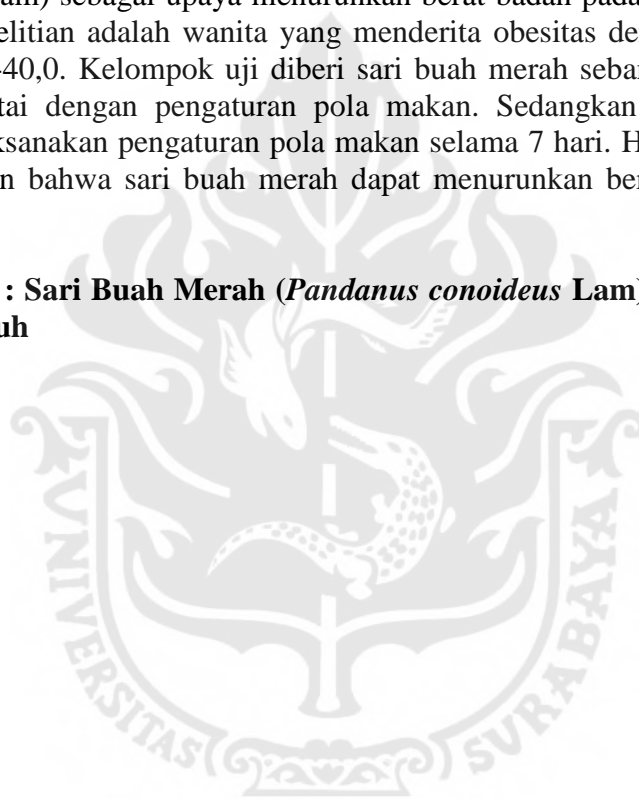 sebagai upaya menurunkan berat badan pada
elitian adalah wanita yang menderita obesitas de
-40,0. Kelompok uji diberi sari buah merah seba
tai dengan pengaturan pola makan. Sedangkan
ksanakan pengaturan pola makan selama 7 hari. H
n bahwa sari buah merah dapat menurunkan ber
: Sari Buah Merah (Pandanus conoideus Lam)
uh
UNIVERSITAS SURABAYA